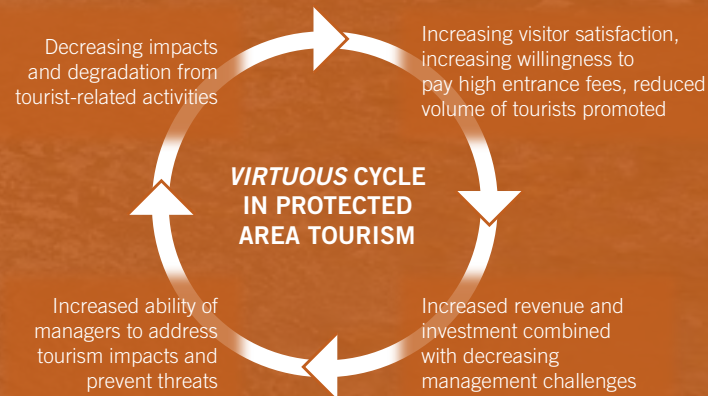 Decreasing impacts
and degradation from
tourist-related activities
Increasing visitor satisfaction,
increasing willingness to
pay high entrance fees, reduced
volume of tourists promoted
VIRTUOUS CYCLE
IN PROTECTED
AREA TOURISM
Increased ability of
managers to address
tourism impacts and
prevent threats
Increased revenue and
investment combined
with decreasing
management challenges